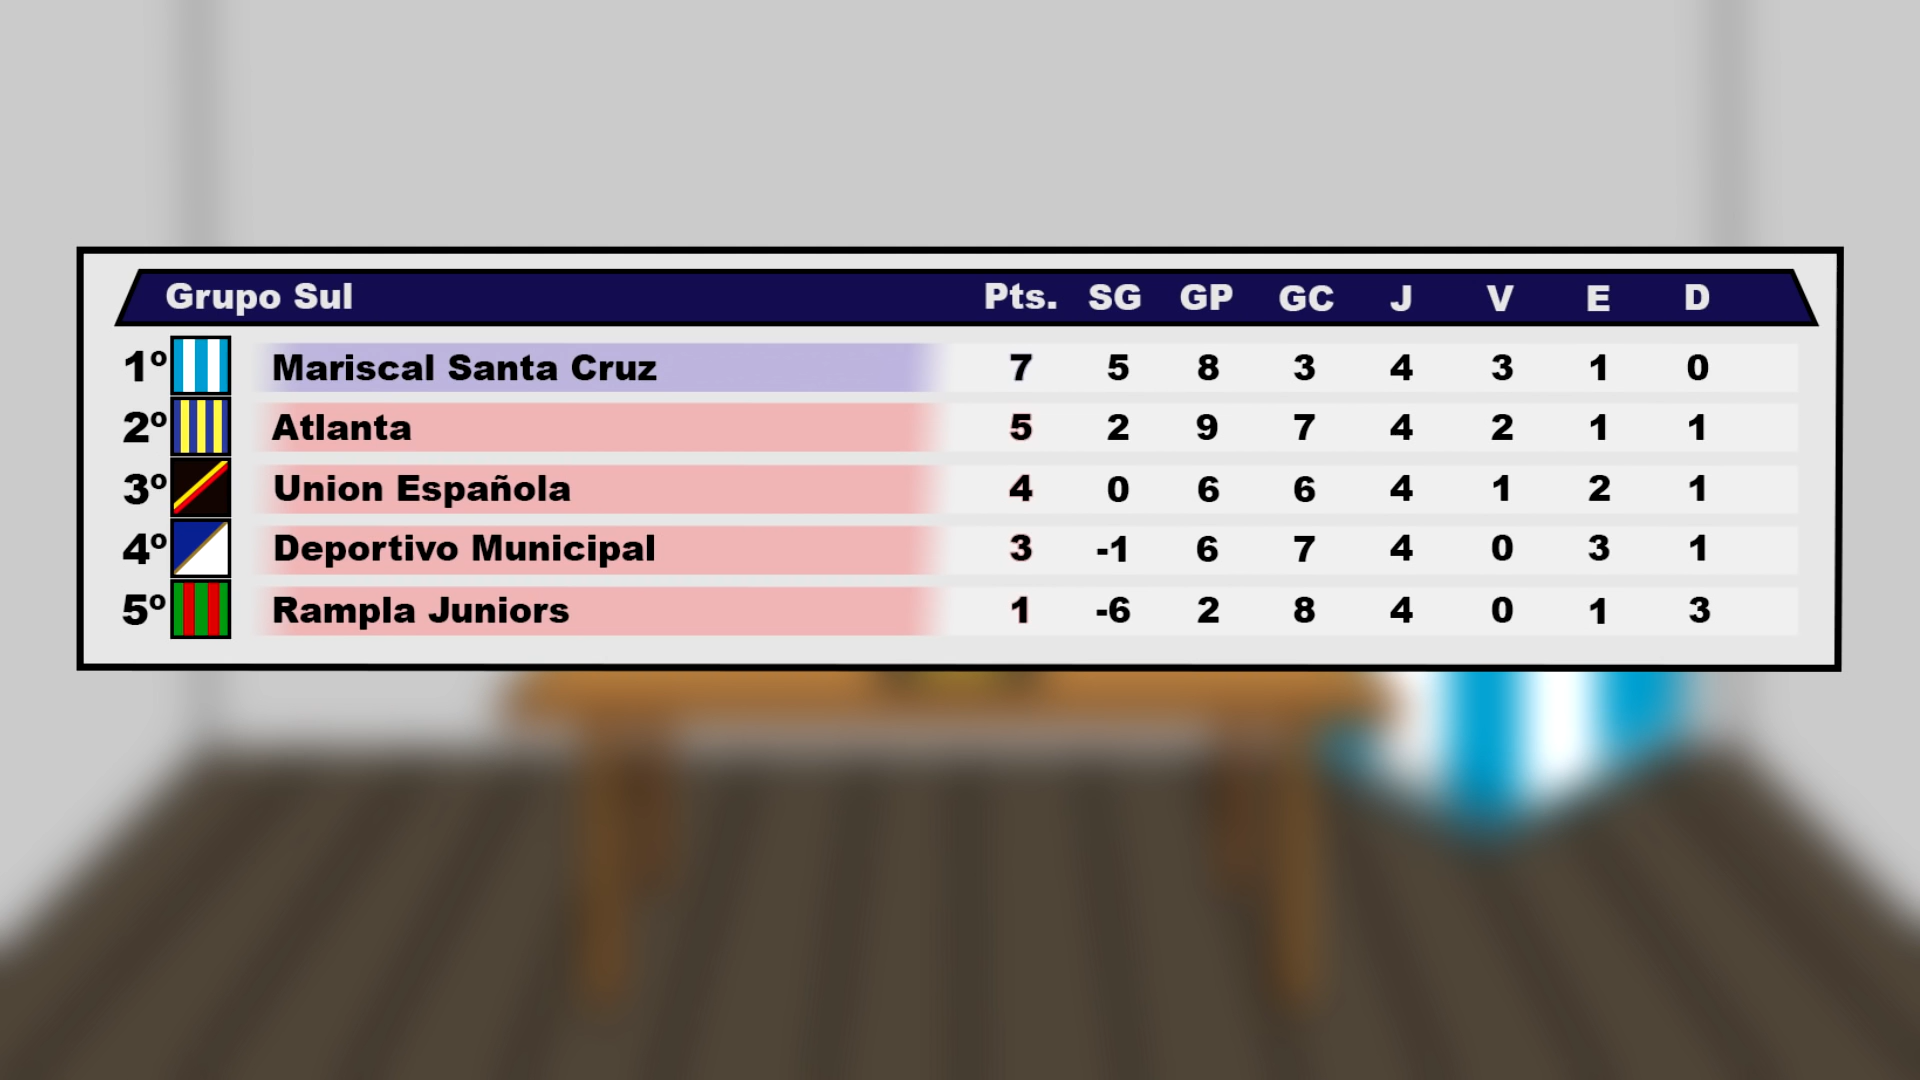 Grupo Sul Pts. SG GP GC J V E D
1º Mariscal Santa Cruz 7 5 8 3 4 3 1 0
2º Atlanta 5 2 9 7 4 2 1 1
3º Union Española 4 0 6 6 4 1 2 1
4º Deportivo Municipal 3 -1 6 7 4 0 3 1
5º Rampla Juniors 1 -6 2 8 4 0 1 3